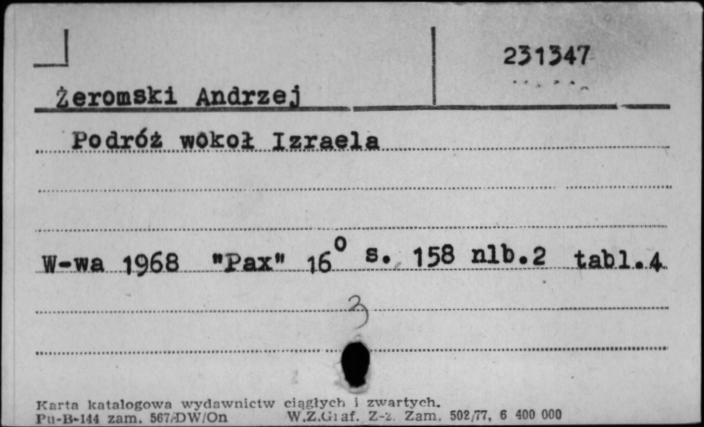 231347
Żeromski Andrzej
Podróż wokoł Izraela
W-wa 1968 "Pax" 16⁰ s. 158 nlb.2 tabl.4
3
Karta katalogowa wydawnictw ciągłych i zwartych.
Pu-B-144 zam. 567/DW/On W.Z.Graf. Z-z. Zam. 502/77, 6 400 000